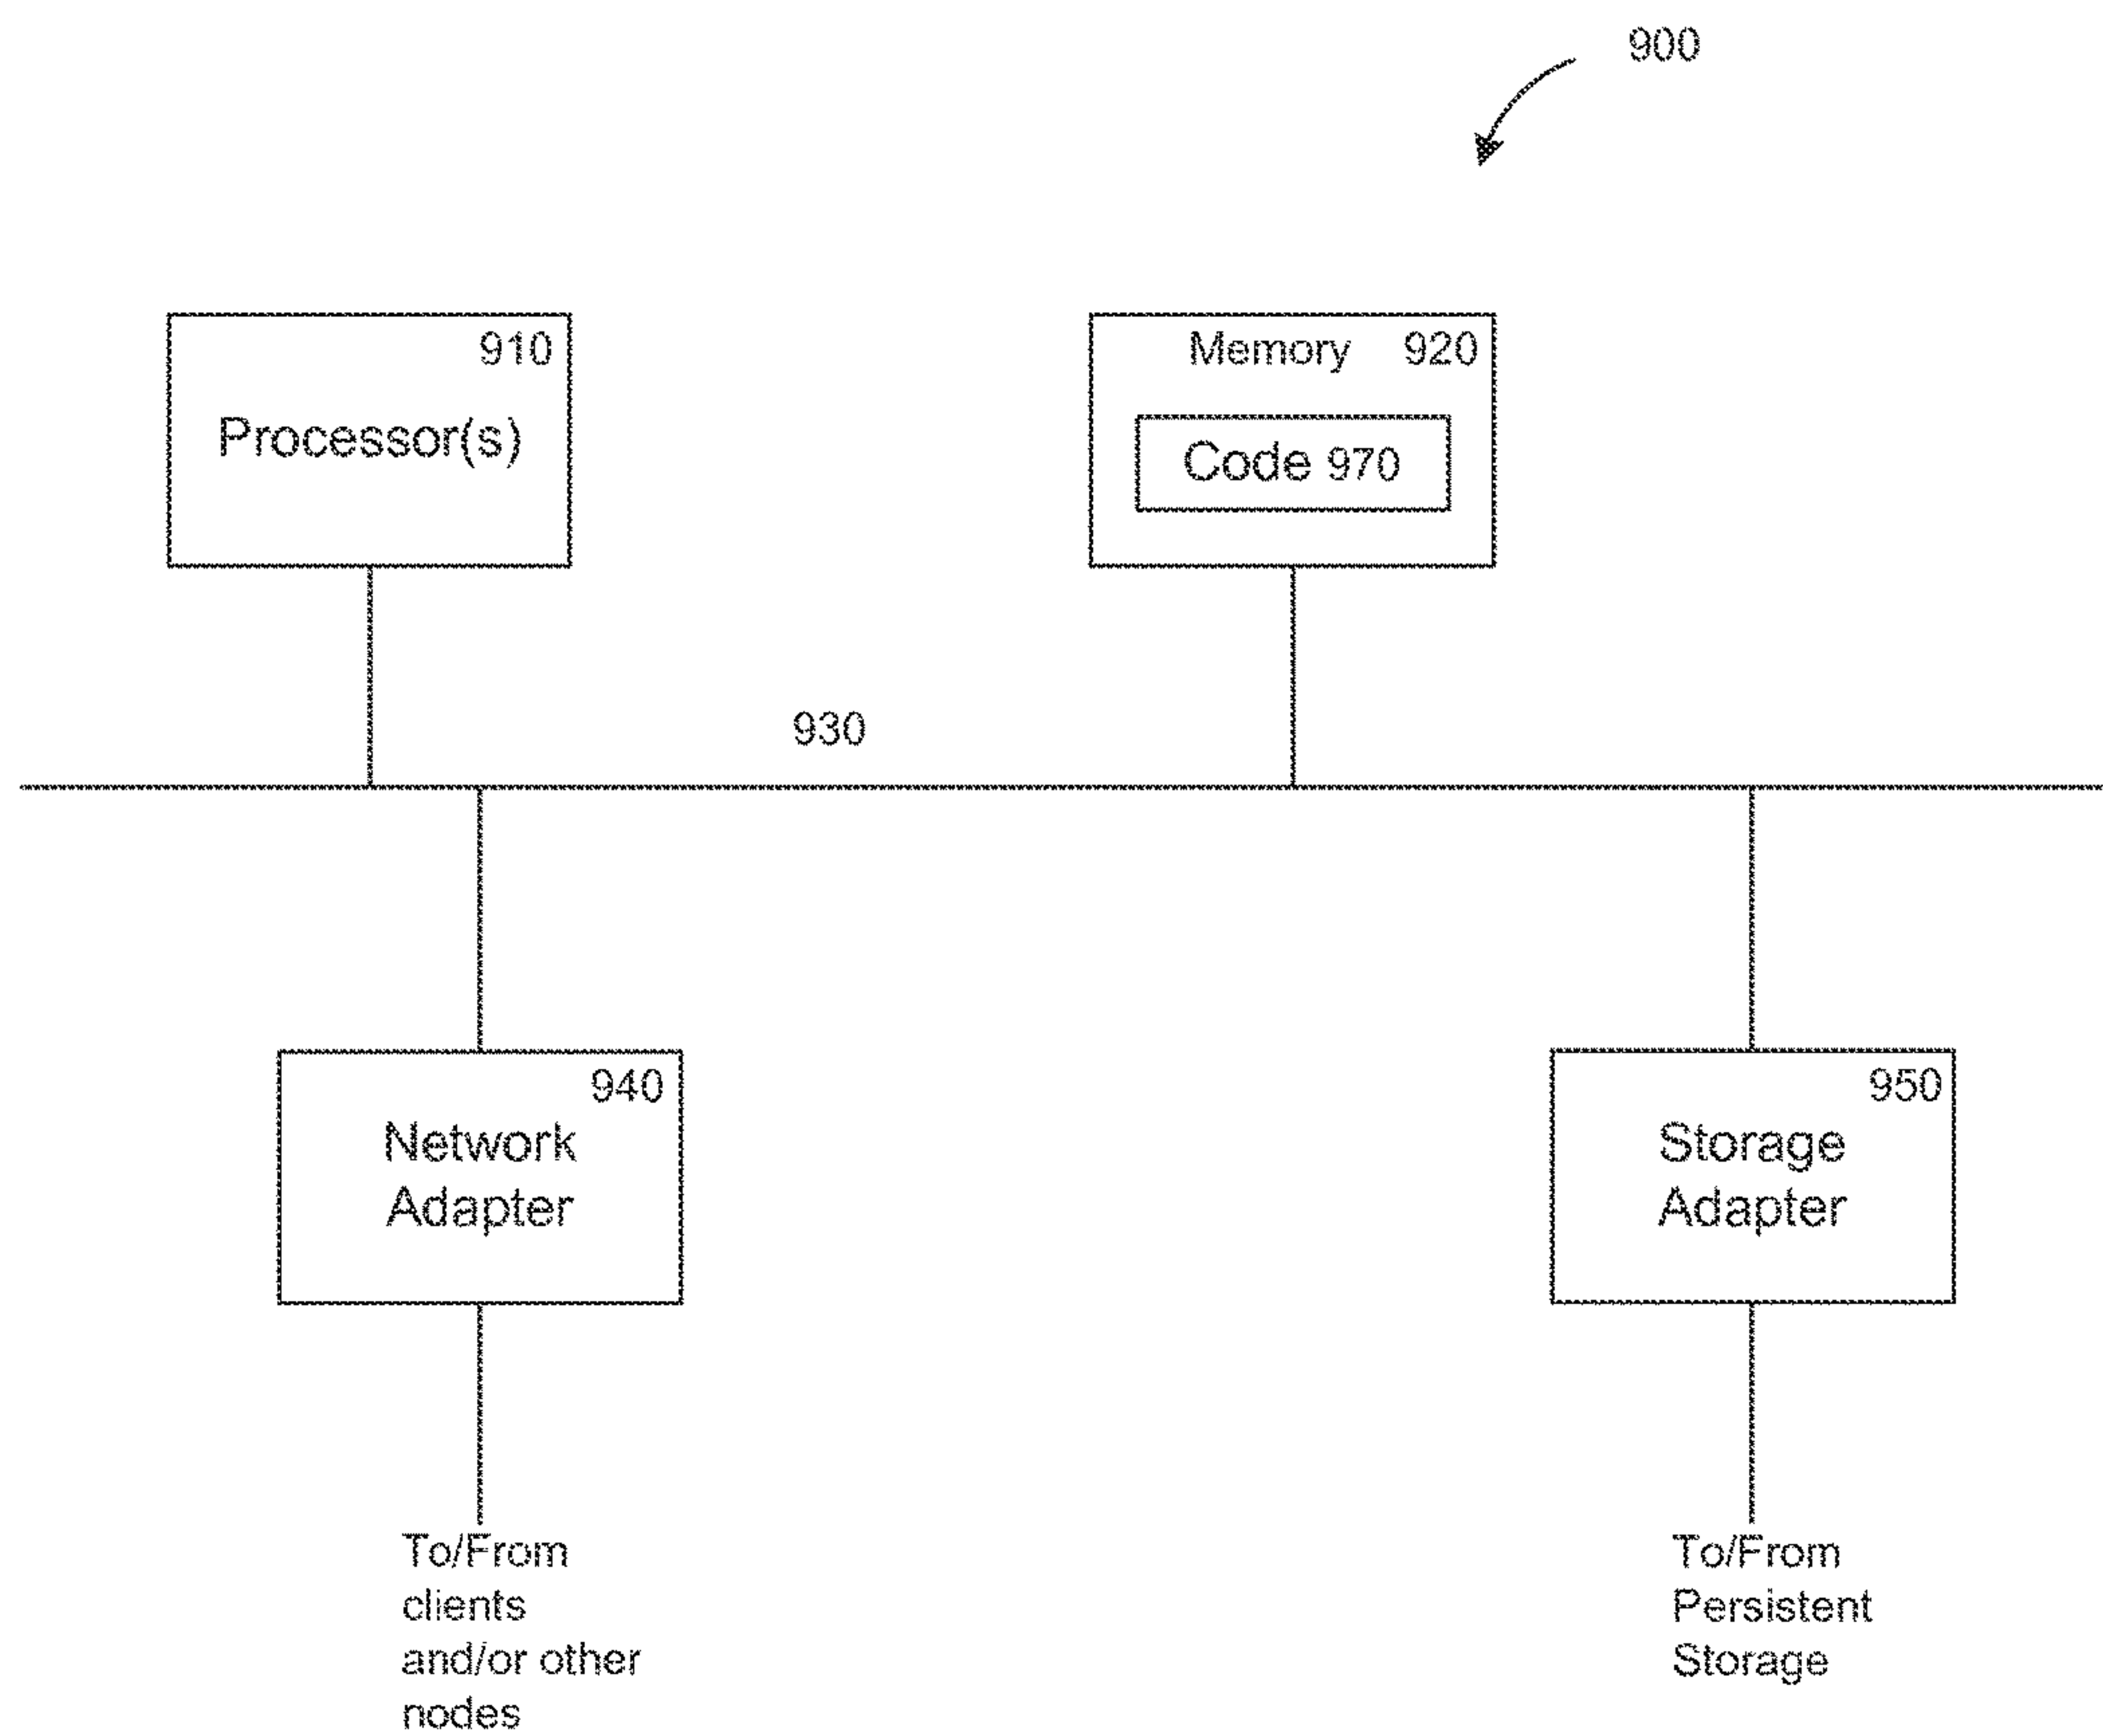 900
910
Processor(s)
Memory 920
Code 970
930
940
Network
Adapter
950
Storage
Adapter
To/From
clients
and/or other
nodes
To/From
Persistent
Storage